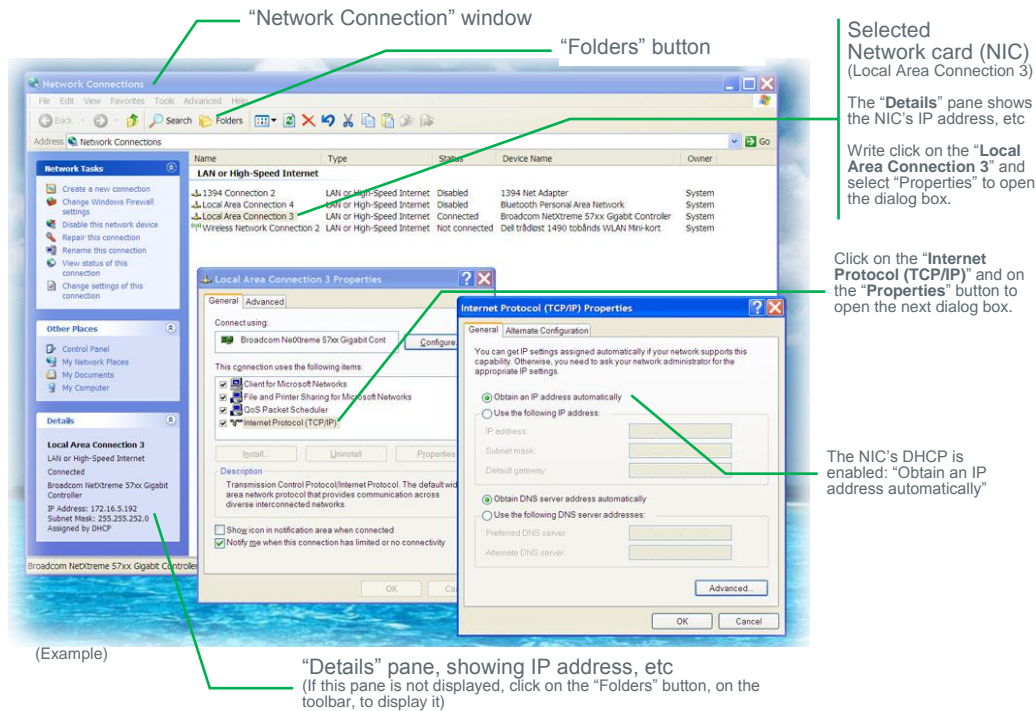 “Network Connection” window
“Folders” button
Selected
Network card (NIC)
(Local Area Connection 3)
The “Details” pane shows
the NIC’s IP address, etc
Write click on the “Local
Area Connection 3” and
select “Properties” to open
the dialog box.
Click on the “Internet
Protocol (TCP/IP)” and on
the “Properties” button to
open the next dialog box.
The NIC’s DHCP is
enabled: “Obtain an IP
address automatically”
Network Connections
File Edit View Favorites Tools Advanced Help
Back Search Folders
Address Network Connections Go
Name Type Status Device Name Owner
LAN or High-Speed Internet
1394 Connection 2 LAN or High-Speed Internet Disabled 1394 Net Adapter System
Local Area Connection 4 LAN or High-Speed Internet Disabled Bluetooth Personal Area Network System
Local Area Connection 3 LAN or High-Speed Internet Connected Broadcom NetXtreme 57xx Gigabit Controller System
Wireless Network Connection 2 LAN or High-Speed Internet Not connected Dell trådløst 1490 tobånds WLAN Mini-kort System
Network Tasks
Create a new connection
Change Windows Firewall
settings
Disable this network device
Repair this connection
Rename this connection
View status of this
connection
Change settings of this
connection
Other Places
Control Panel
My Network Places
My Documents
My Computer
Details
Local Area Connection 3
LAN or High-Speed Internet
Connected
Broadcom NetXtreme 57xx Gigabit
Controller
IP Address: 172.16.5.192
Subnet Mask: 255.255.252.0
Assigned by DHCP
Broadcom NetXtreme 57xx Gigabit Controlle
Local Area Connection 3 Properties
General Advanced
Connect using:
Broadcom NetXtreme 57xx Gigabit Cont Configure
This connection uses the following items:
Client for Microsoft Networks
File and Printer Sharing for Microsoft Networks
QoS Packet Scheduler
Internet Protocol (TCP/IP)
Install... Uninstall Properties
Description
Transmission Control Protocol/Internet Protocol. The default wid
area network protocol that provides communication across
diverse interconnected networks.
Show icon in notification area when connected
Notify me when this connection has limited or no connectivity
OK Ca
Internet Protocol (TCP/IP) Properties
General Alternate Configuration
You can get IP settings assigned automatically if your network supports this
capability. Otherwise, you need to ask your network administrator for the
appropriate IP settings.
Obtain an IP address automatically
Use the following IP address:
IP address:
Subnet mask:
Default gateway:
Obtain DNS server address automatically
Use the following DNS server addresses:
Preferred DNS server:
Alternate DNS server:
Advanced...
OK Cancel
(Example)
“Details” pane, showing IP address, etc
(If this pane is not displayed, click on the “Folders” button, on the
toolbar, to display it)